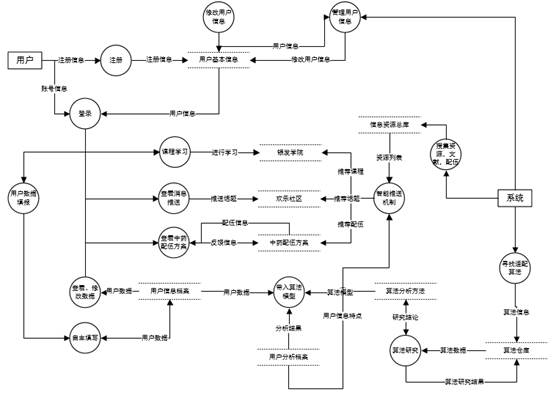 修改用户
信息
管理用户
信息
用户信息
用户
注册信息
注册
注册信息
用户基本信息
修改用户信息
账号信息
登录
用户信息
信息资源总库
搜集资
源、文
献、配伍
课程学习
进行学习
银发学院
推荐课程
资源列表
用户数据
填报
查看消息
推送
推送话题
欢乐社区
推荐话题
智能推送
机制
系统
配伍信息
查看中药
配伍方案
反馈信息
中药配伍方案
推荐配伍
寻找适配
算法
查看、修
改数据
用户数据
用户信息档案
用户数据
导入算法
模型
算法模型
算法分析方法
用户信息特点
算法信息
分析结果
研究结论
自主填写
用户数据
用户分析档案
算法研究
算法数据
算法仓库
算法研究结果